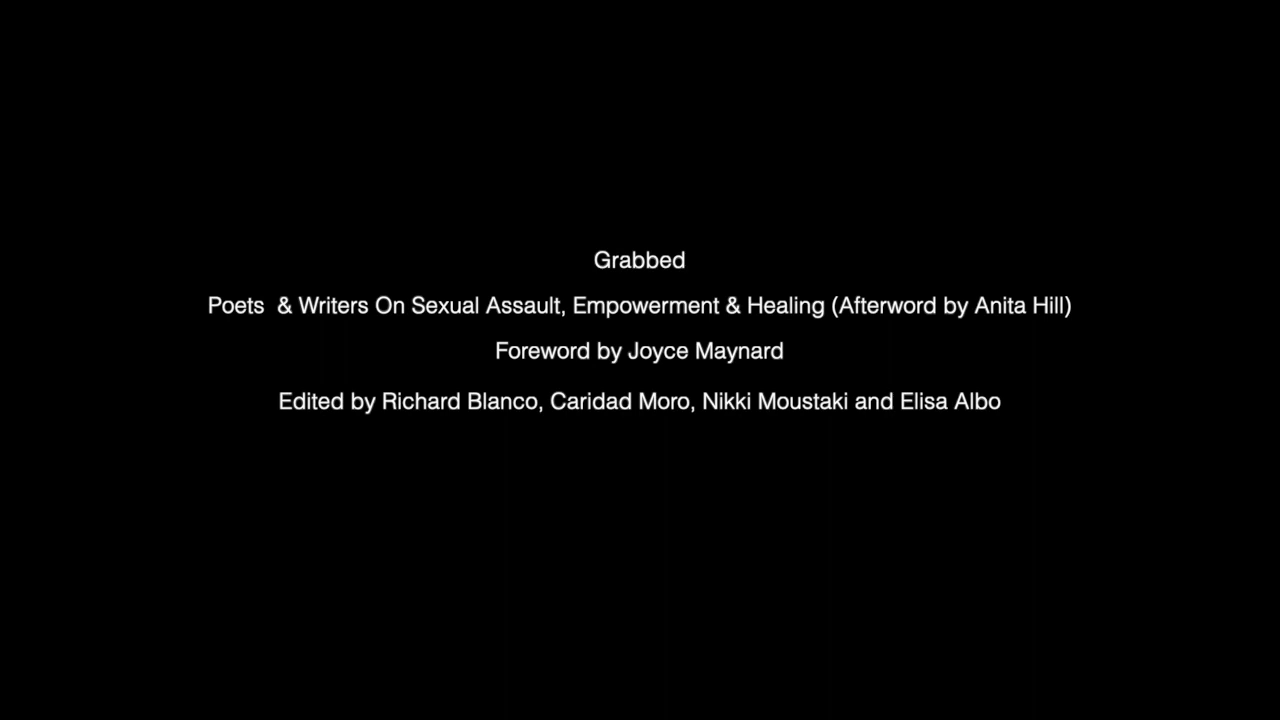 Grabbed
Poets  & Writers On Sexual Assault, Empowerment & Healing (Afterword by Anita Hill)
Foreword by Joyce Maynard
Edited by Richard Blanco, Caridad Moro, Nikki Moustaki and Elisa Albo